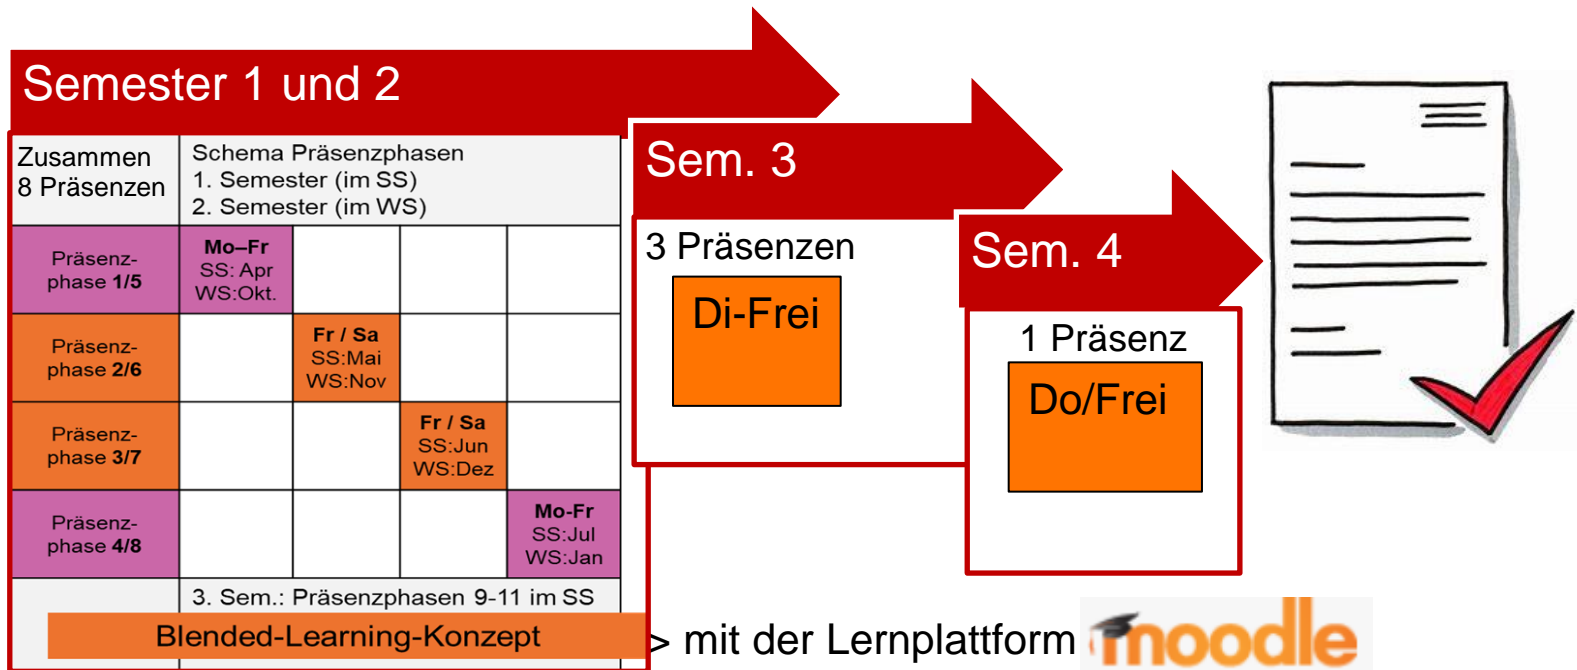 Semester 1 und 2
Zusammen
8 Präsenzen
Schema Präsenzphasen
1. Semester (im SS)
2. Semester (im WS)
Präsenz-
phase 1/5
Mo–Fr
SS: Apr
WS:Okt.
Präsenz-
phase 2/6
Fr / Sa
SS:Mai
WS:Nov
Präsenz-
phase 3/7
Fr / Sa
SS:Jun
WS:Dez
Präsenz-
phase 4/8
Mo-Fr
SS:Jul
WS:Jan
3. Sem.: Präsenzphasen 9-11 im SS
Blended-Learning-Konzept
> mit der Lernplattform moodle
Sem. 3
3 Präsenzen
Di-Frei
Sem. 4
1 Präsenz
Do/Frei